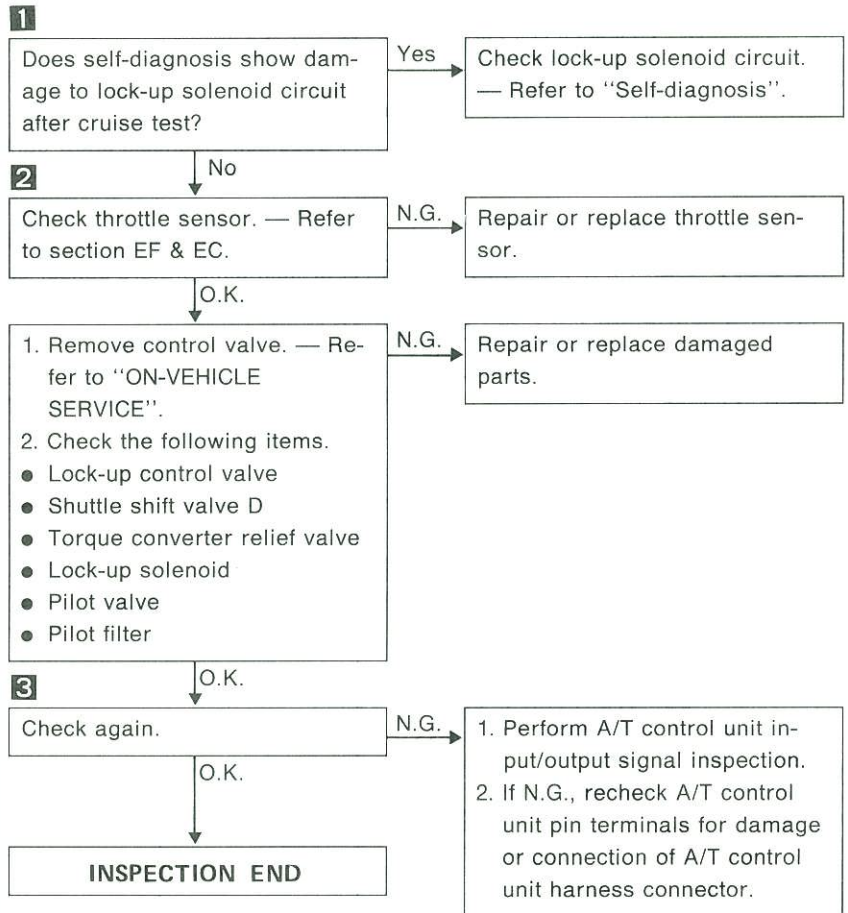 1
Does self-diagnosis show dam-
age to lock-up solenoid circuit
after cruise test?
Yes
Check lock-up solenoid circuit.
— Refer to ‘‘Self-diagnosis’’.
No
2
Check throttle sensor. — Refer
to section EF & EC.
N.G.
Repair or replace throttle sen-
sor.
O.K.
1. Remove control valve. — Re-
fer to ‘‘ON-VEHICLE
SERVICE’’.
2. Check the following items.
● Lock-up control valve
● Shuttle shift valve D
● Torque converter relief valve
● Lock-up solenoid
● Pilot valve
● Pilot filter
N.G.
Repair or replace damaged
parts.
O.K.
3
Check again.
N.G.
1. Perform A/T control unit in-
put/output signal inspection.
2. If N.G., recheck A/T control
unit pin terminals for damage
or connection of A/T control
unit harness connector.
O.K.
INSPECTION END